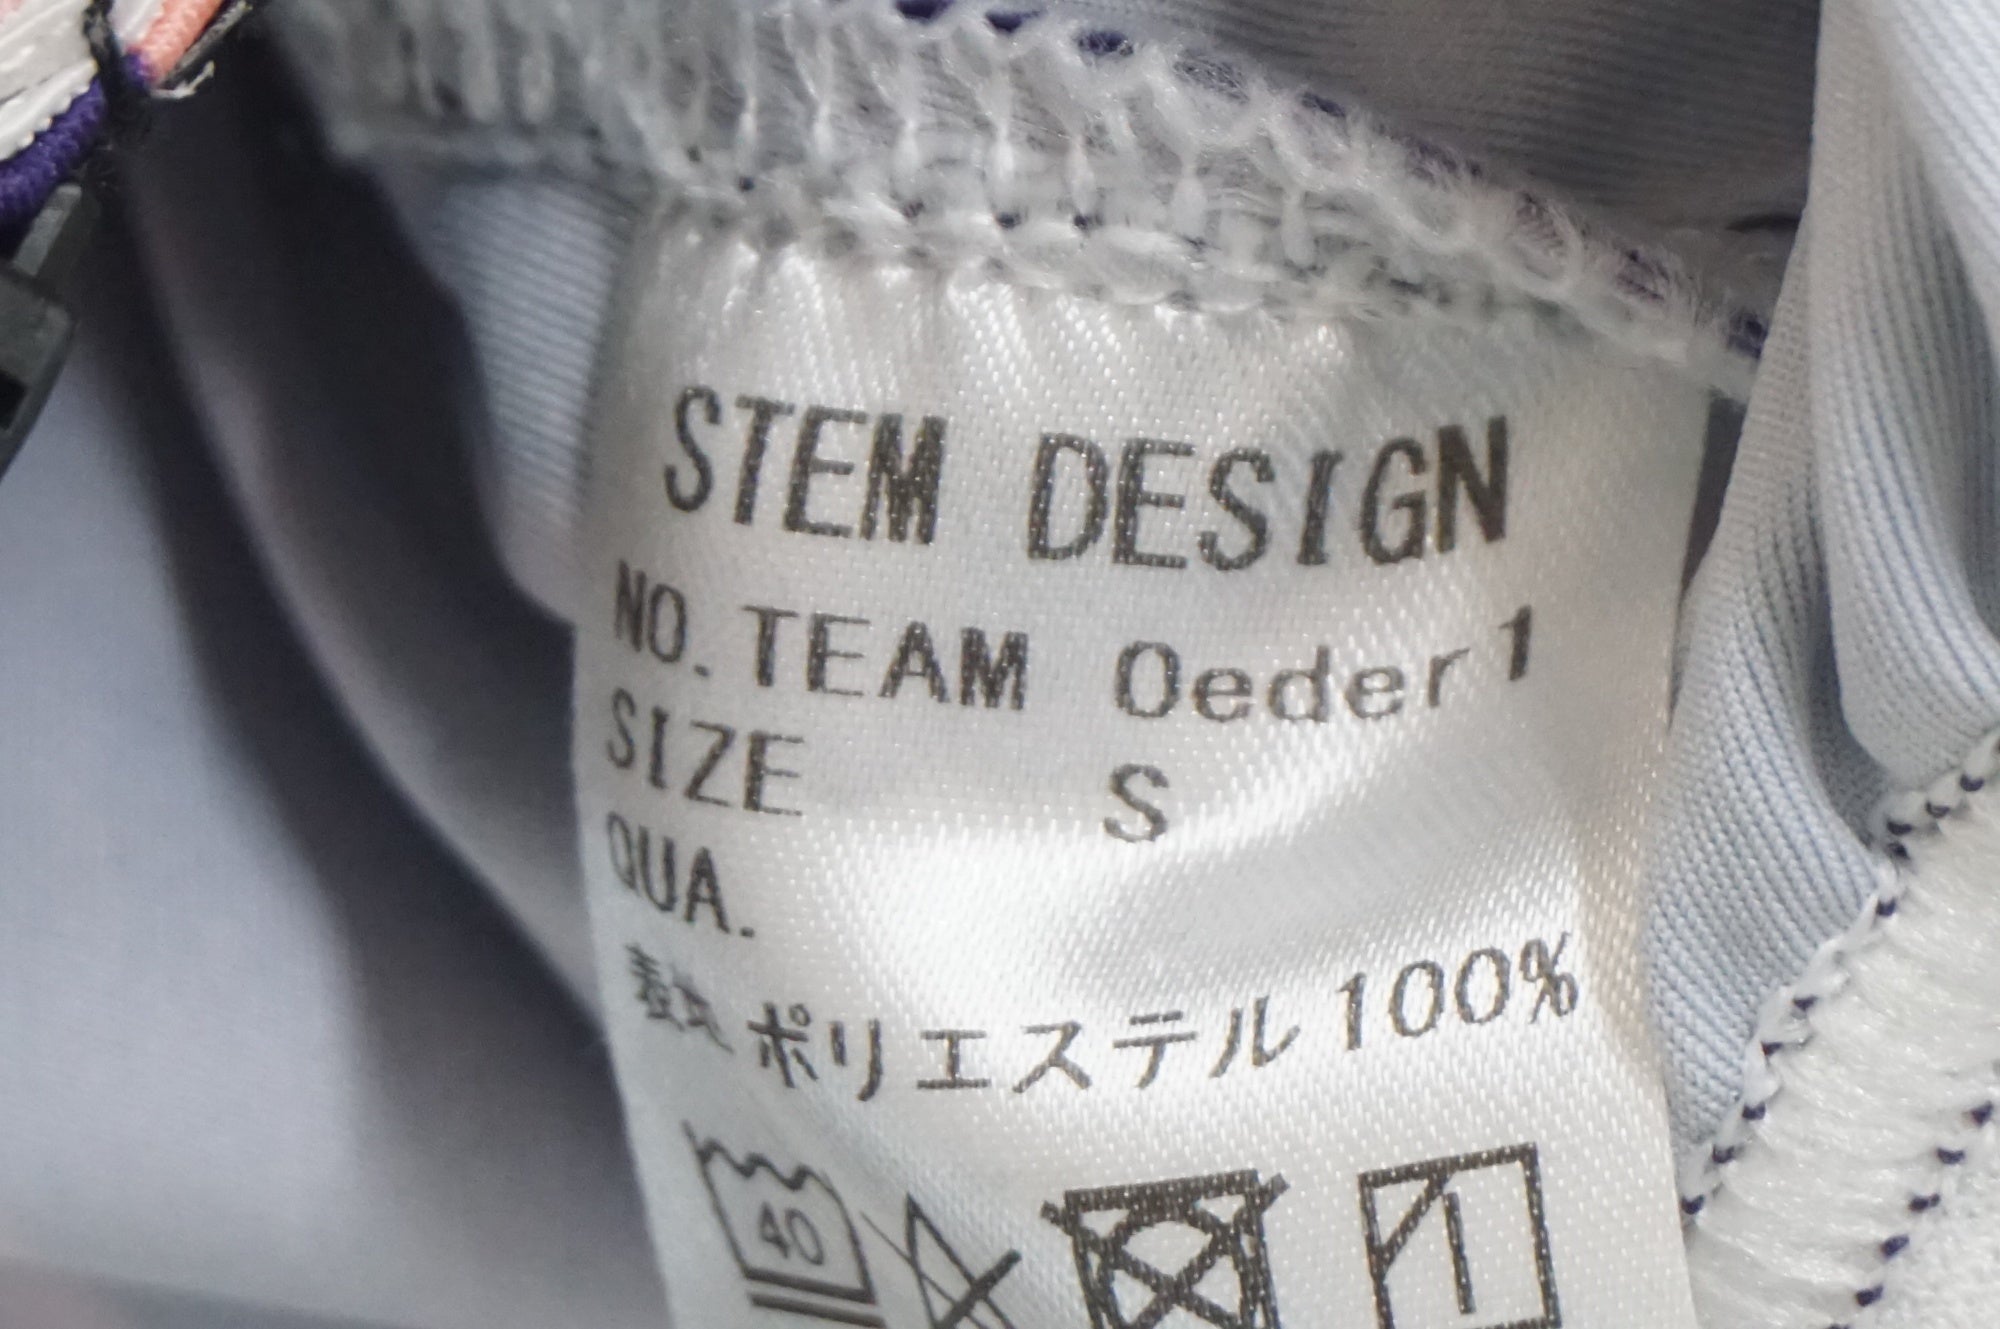 STEM DESIGN
NO.TEAM Oeder1
SIZE S
QUA.
表地 ポリエステル100%
40